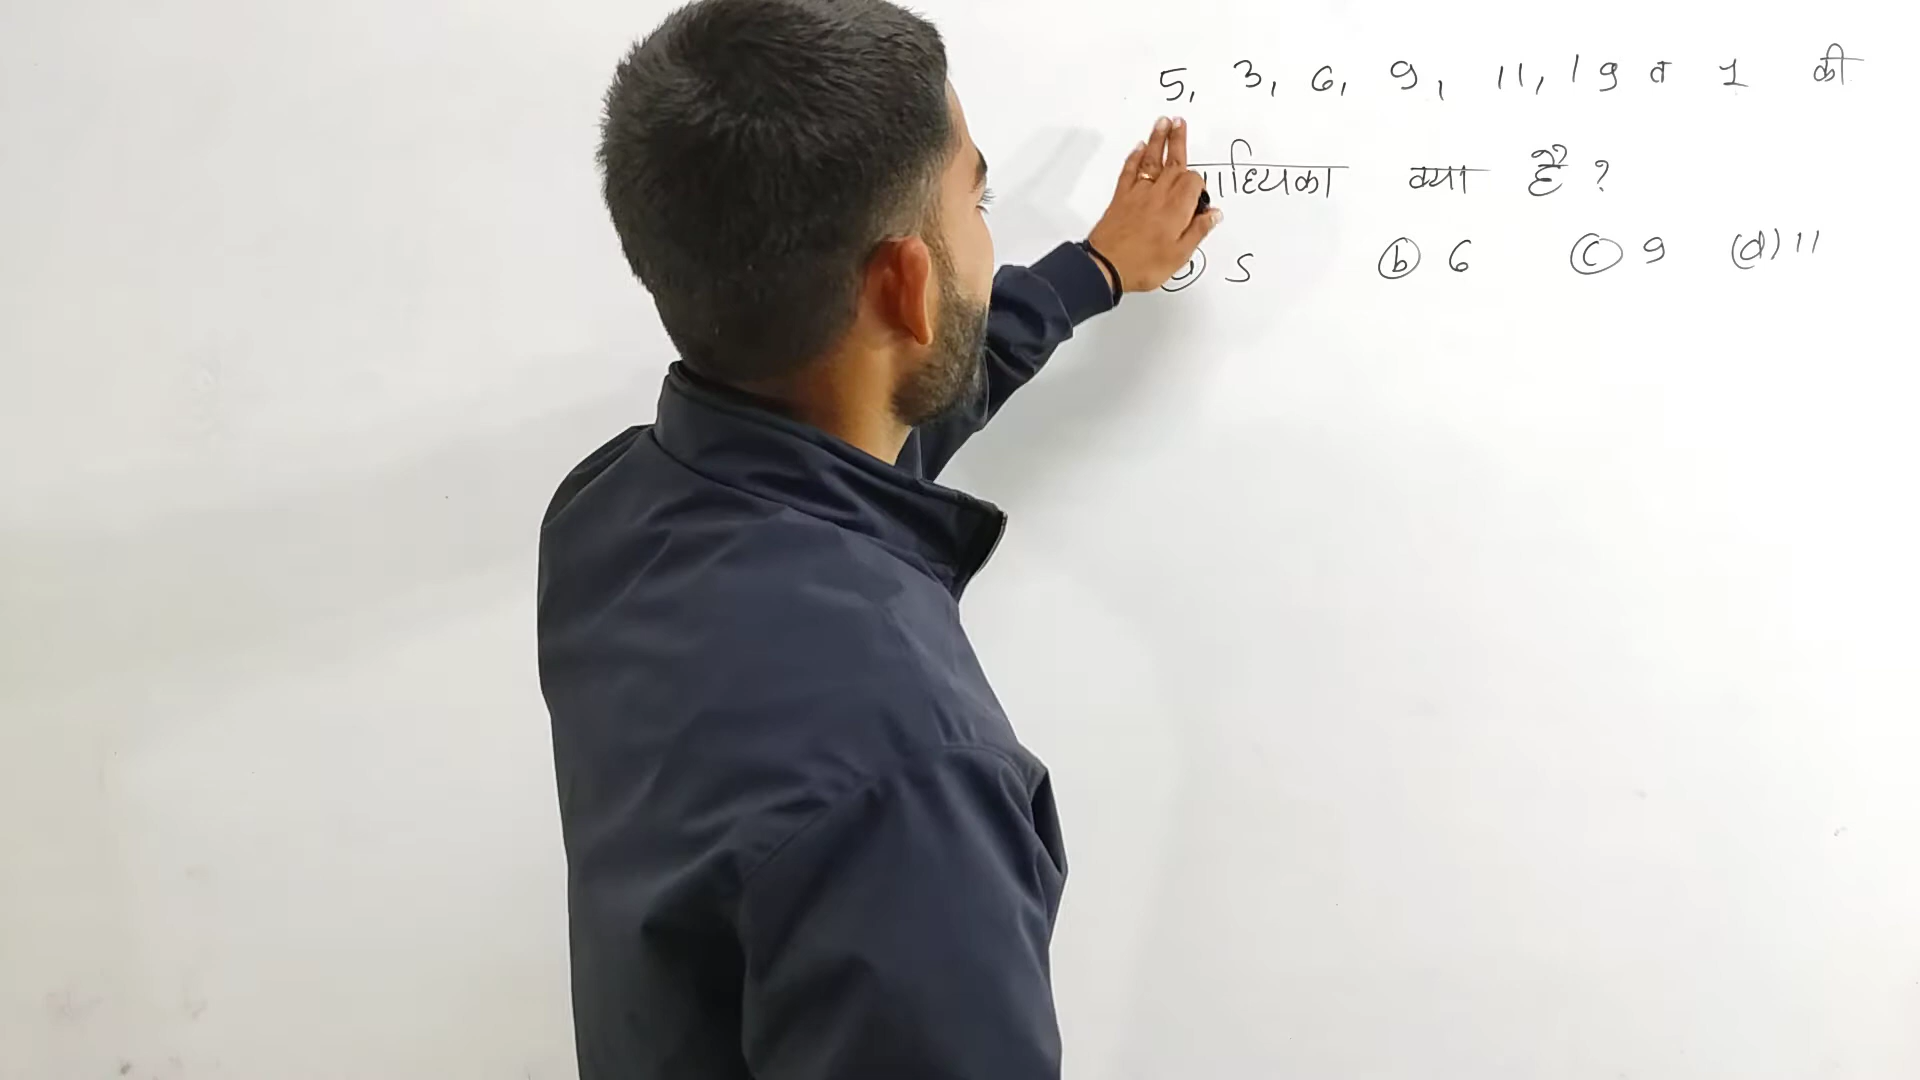 5, 3, 6, 9, 11, 19 व 1 की
क्या है ?
5 (b) 6 (c) 9 (d) 11